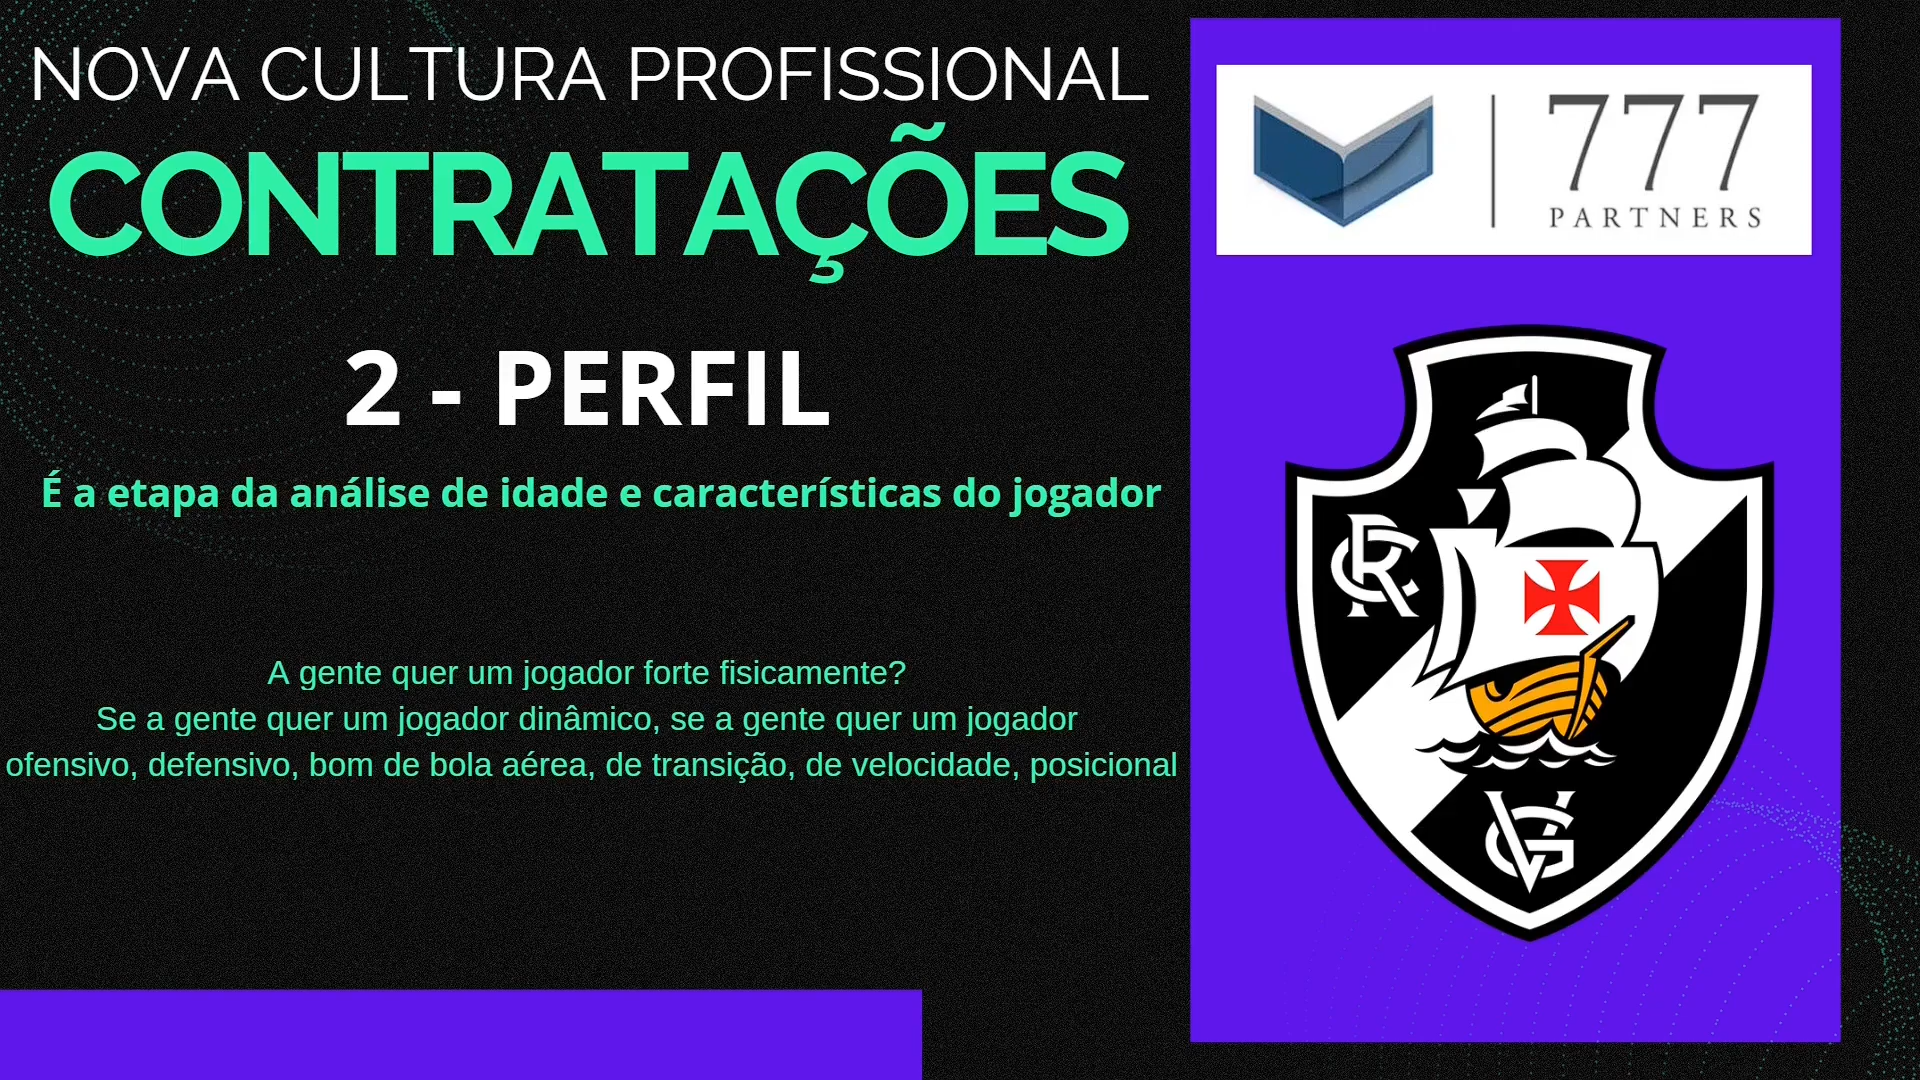 NOVA CULTURA PROFISSIONAL
CONTRATAÇÕES
2 - PERFIL
É a etapa da análise de idade e características do jogador
A gente quer um jogador forte fisicamente?
Se a gente quer um jogador dinâmico, se a gente quer um jogador
ofensivo, defensivo, bom de bola aérea, de transição, de velocidade, posicional
777
PARTNERS
CR
VG